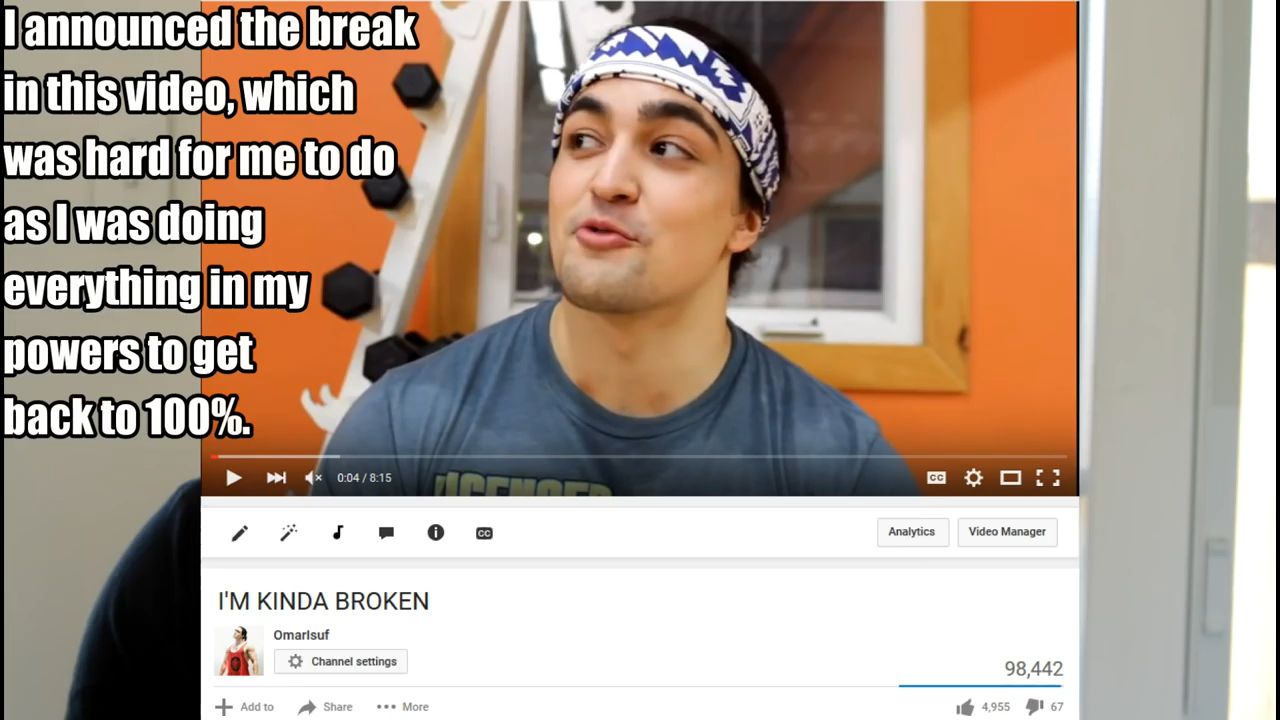 I announced the break
in this video, which
was hard for me to do
as I was doing
everything in my
powers to get
back to 100%.
0:04 / 8:15
CC
CC
Analytics
Video Manager
I'M KINDA BROKEN
OmarIsuf
Channel settings
98,442
Add to
Share
More
4,955
67